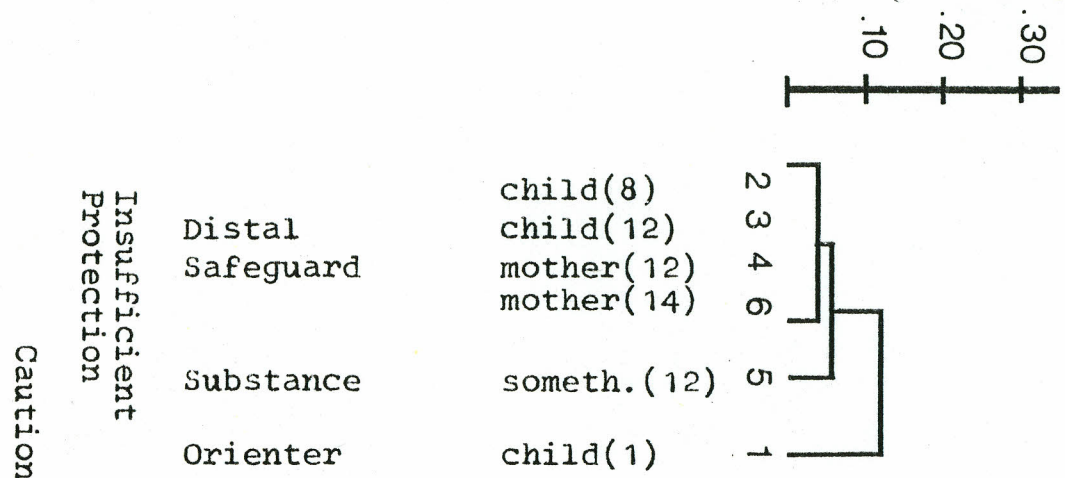 .10 .20 .30
child(8) 2
Distal child(12) 3
Safeguard mother(12) 4
mother(14) 6
Insufficient
Protection
Substance someth.(12) 5
Caution
Orienter child(1) 1